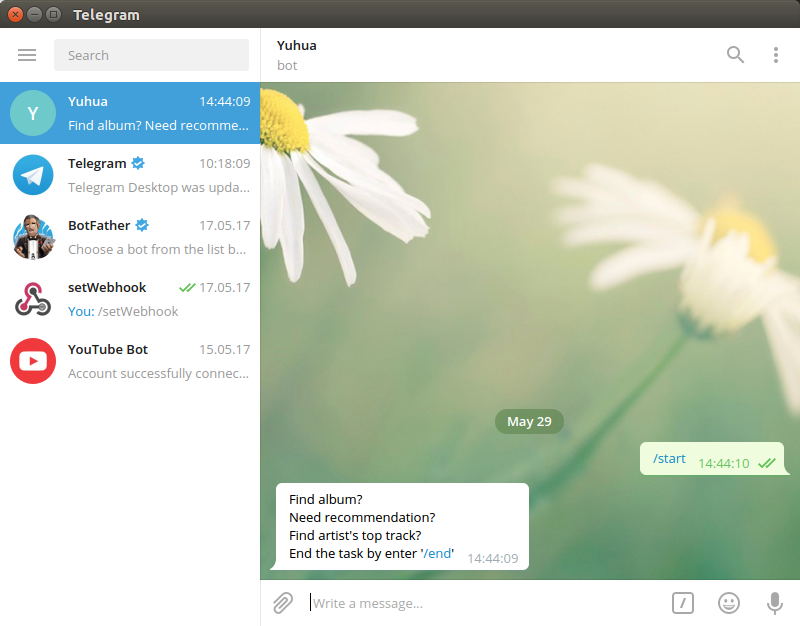 Telegram
Search
Y
Yuhua 14:44:09
Find album? Need recomme...
Telegram 10:18:09
Telegram Desktop was upda...
BotFather 17.05.17
Choose a bot from the list b...
setWebhook 17.05.17
You: /setWebhook
YouTube Bot 15.05.17
Account successfully connec...
Yuhua
bot
May 29
/start 14:44:10
Find album?
Need recommendation?
Find artist's top track?
End the task by enter '/end' 14:44:09
Write a message...